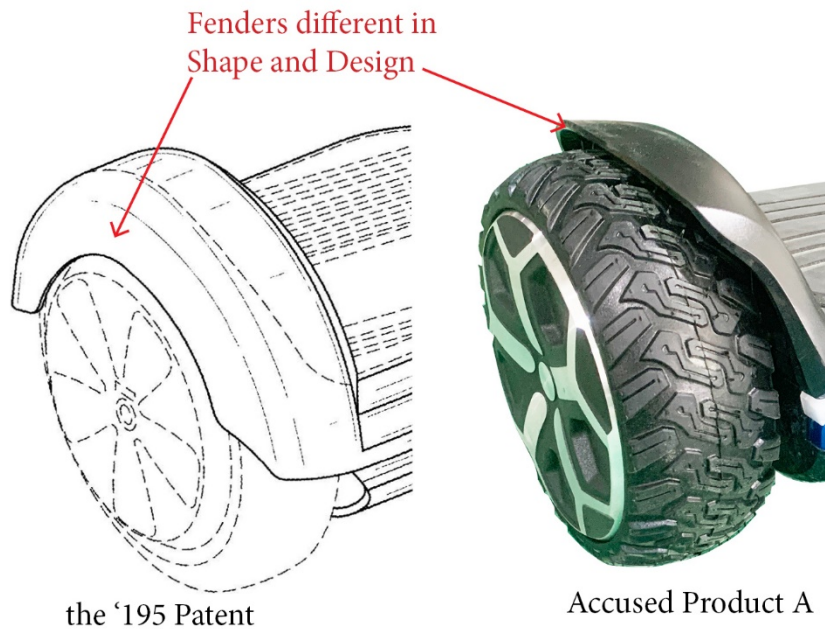 Fenders different in
Shape and Design
the ‘195 Patent
Accused Product A